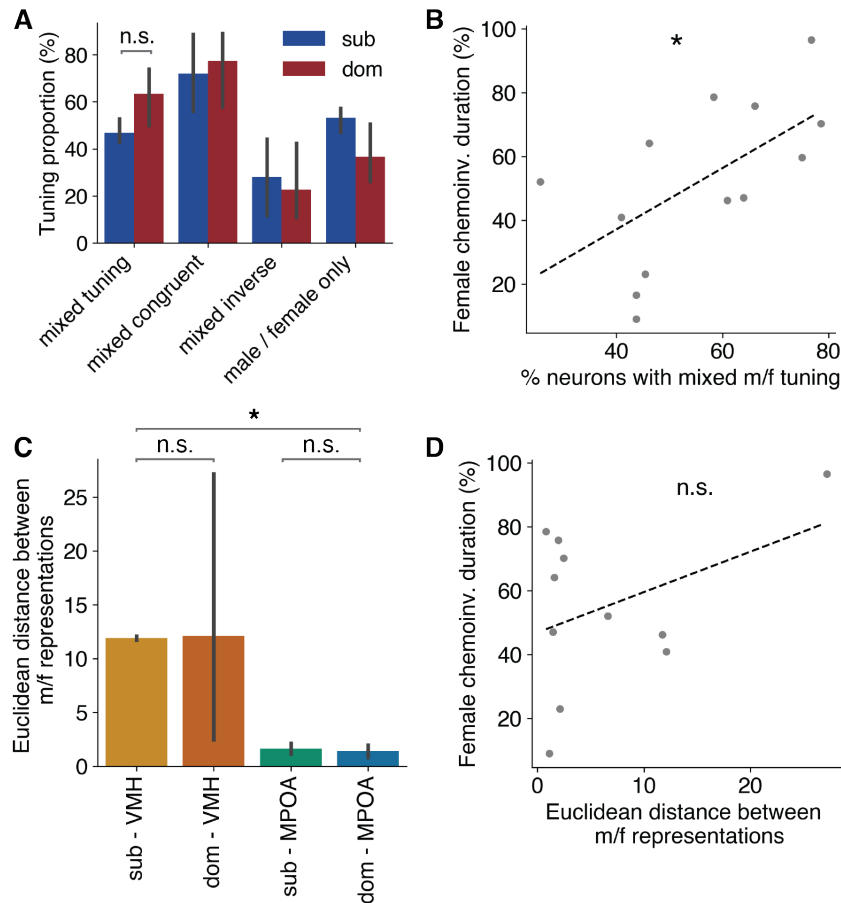 A
n.s.
sub
dom
Tuning proportion (%)
80
60
40
20
0
mixed tuning
mixed congruent
mixed inverse
male / female only
B
*
Female chemoinv. duration (%)
100
80
60
40
20
40
60
80
% neurons with mixed m/f tuning
C
*
n.s.
n.s.
Euclidean distance between
m/f representations
25
20
15
10
5
0
sub - VMH
dom - VMH
sub - MPOA
dom - MPOA
D
n.s.
Female chemoinv. duration (%)
100
80
60
40
20
0
10
20
Euclidean distance between
m/f representations